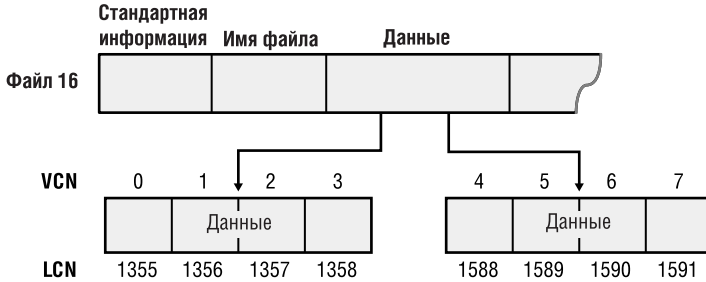 Стандартная
информация
Имя файла
Данные
Файл 16
VCN 0 1 2 3 4 5 6 7
Данные Данные
LCN 1355 1356 1357 1358 1588 1589 1590 1591